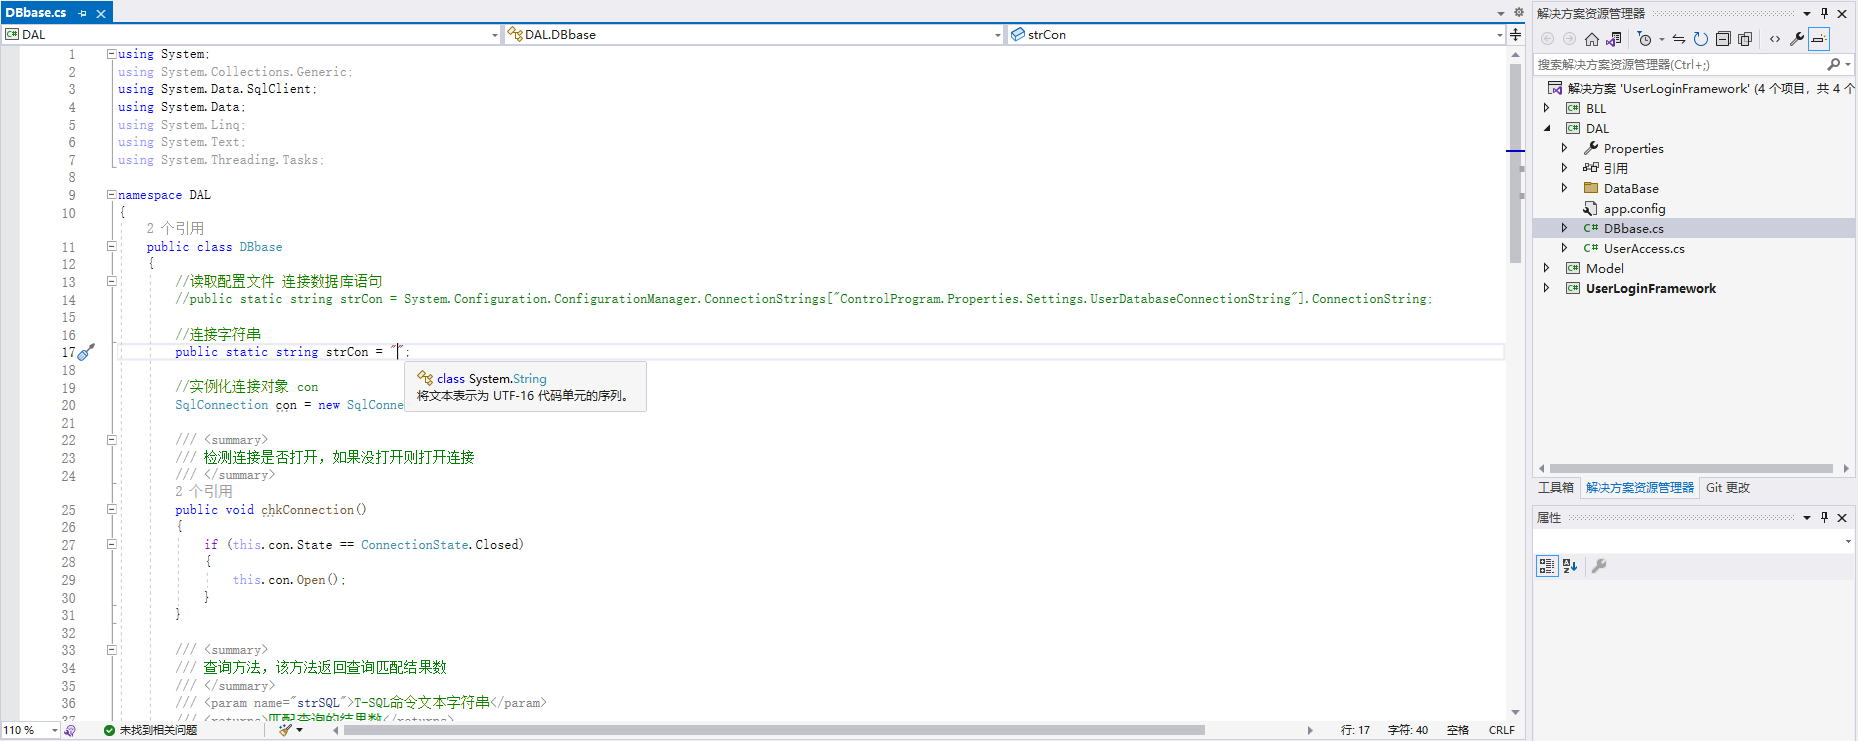 DBbase.cs
DAL
DAL.DBbase
strCon
1 using System;
2 using System.Collections.Generic;
3 using System.Data.SqlClient;
4 using System.Data;
5 using System.Linq;
6 using System.Text;
7 using System.Threading.Tasks;
8
9 namespace DAL
10 {
2 个引用
11 public class DBbase
12 {
13 //读取配置文件 连接数据库语句
14 //public static string strCon = System.Configuration.ConfigurationManager.ConnectionStrings["ControlProgram.Properties.Settings.UserDatabaseConnectionString"].ConnectionString;
15
16 //连接字符串
17 public static string strCon = "";
class System.String
将文本表示为 UTF-16 代码单元的序列。
18
19 //实例化连接对象 con
20 SqlConnection con = new SqlConne
21
22 /// <summary>
23 /// 检测连接是否打开，如果没打开则打开连接
24 /// </summary>
2 个引用
25 public void chkConnection()
26 {
27 if (this.con.State == ConnectionState.Closed)
28 {
29 this.con.Open();
30 }
31 }
32
33 /// <summary>
34 /// 查询方法，该方法返回查询匹配结果数
35 /// </summary>
36 /// <param name="strSQL">T-SQL命令文本字符串</param>
37 /// <returns>匹配查询的结果数</returns>
110 %
未找到相关问题
行: 17
字符: 40
空格
CRLF
解决方案资源管理器
搜索解决方案资源管理器(Ctrl+;)
解决方案 'UserLoginFramework' (4 个项目，共 4 个
C# BLL
C# DAL
Properties
引用
DataBase
app.config
C# DBbase.cs
C# UserAccess.cs
C# Model
C# UserLoginFramework
工具箱
解决方案资源管理器
Git 更改
属性